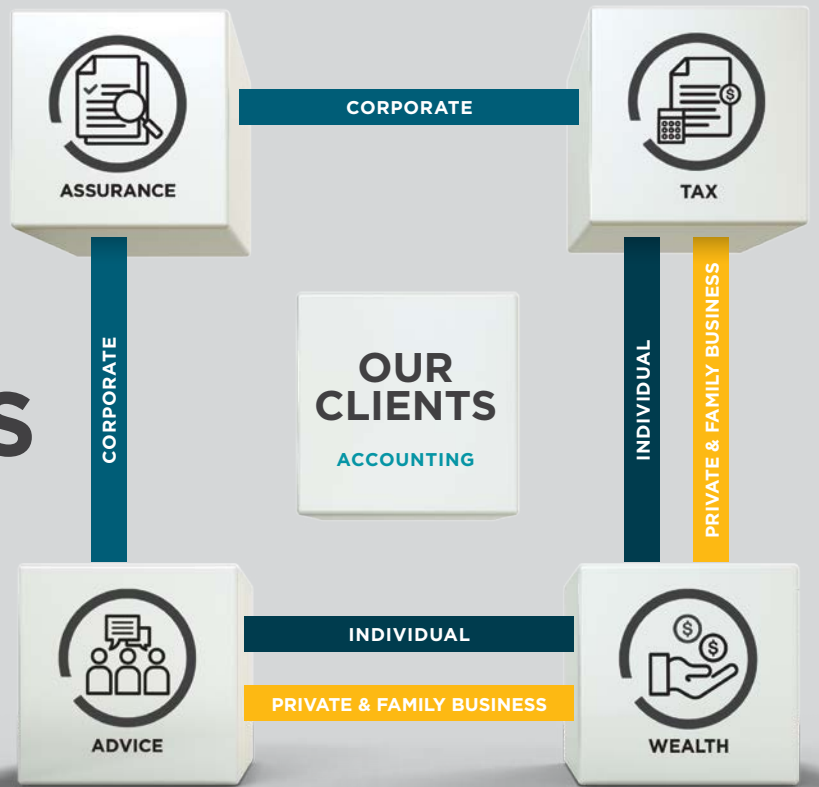 CORPORATE
ASSURANCE
TAX
CORPORATE
OUR
CLIENTS
ACCOUNTING
INDIVIDUAL
PRIVATE & FAMILY BUSINESS
S
INDIVIDUAL
PRIVATE & FAMILY BUSINESS
ADVICE
WEALTH